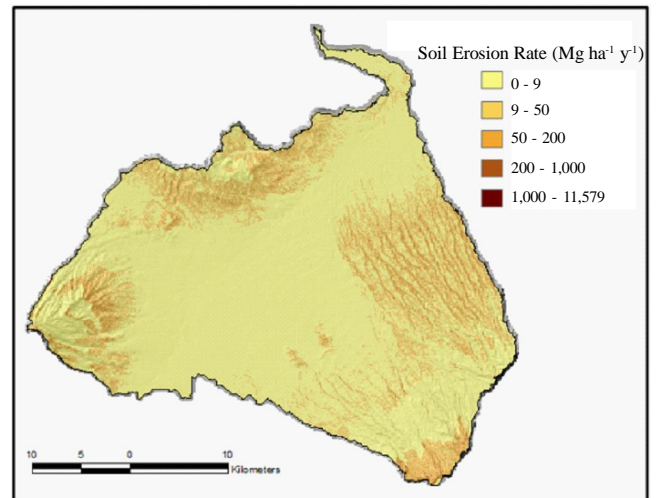 Soil Erosion Rate (Mg ha⁻¹ y⁻¹)
0 - 9
9 - 50
50 - 200
200 - 1,000
1,000 - 11,579
10 5 0 10
Kilometers